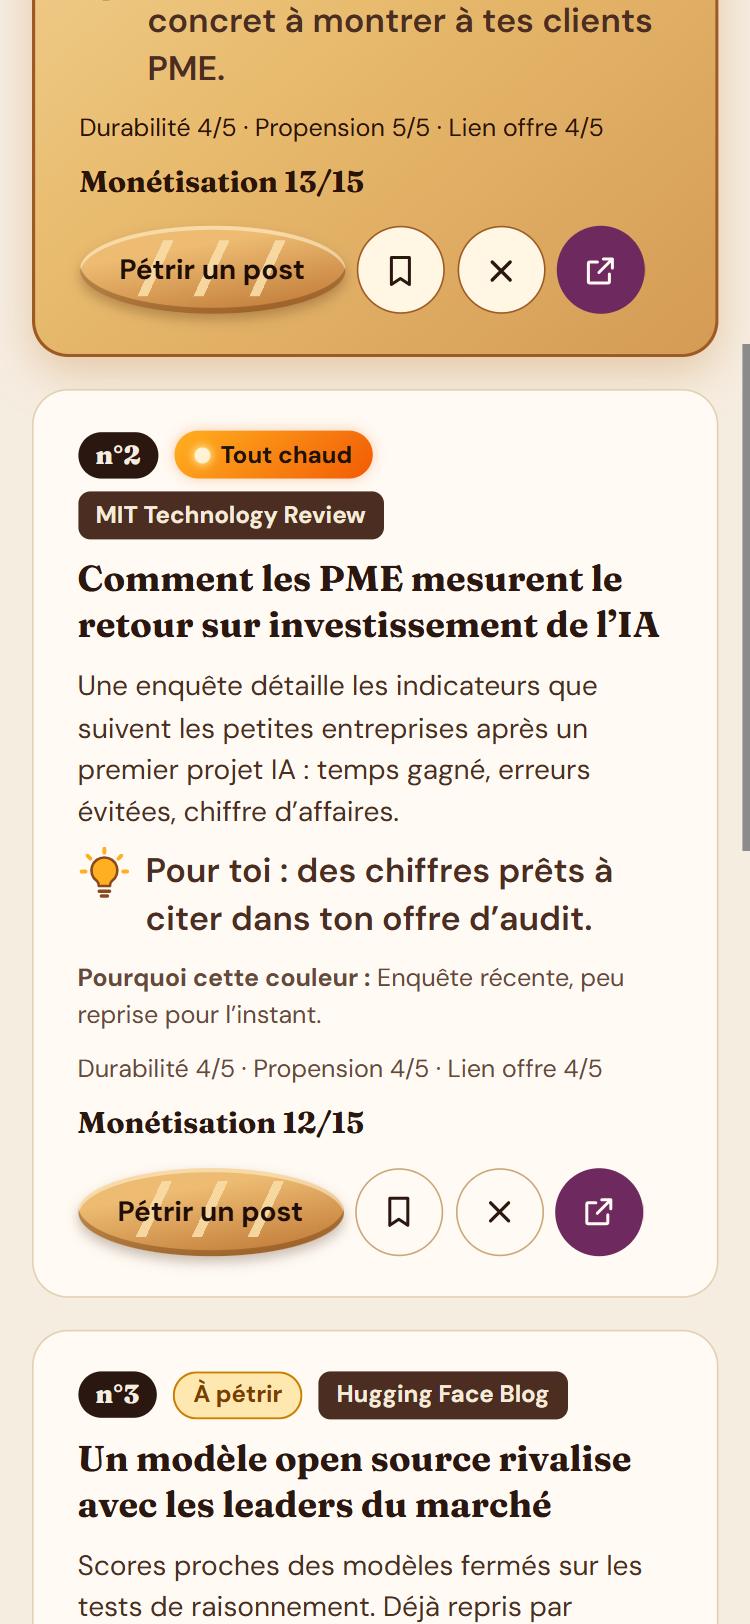 concret à montrer à tes clients
PME.
Durabilité 4/5 · Propension 5/5 · Lien offre 4/5
Monétisation 13/15
Pétrir un post
n°2
Tout chaud
MIT Technology Review
Comment les PME mesurent le
retour sur investissement de l’IA
Une enquête détaille les indicateurs que
suivent les petites entreprises après un
premier projet IA : temps gagné, erreurs
évitées, chiffre d’affaires.
Pour toi : des chiffres prêts à
citer dans ton offre d’audit.
Pourquoi cette couleur : Enquête récente, peu
reprise pour l’instant.
Durabilité 4/5 · Propension 4/5 · Lien offre 4/5
Monétisation 12/15
Pétrir un post
n°3 À pétrir Hugging Face Blog
Un modèle open source rivalise
avec les leaders du marché
Scores proches des modèles fermés sur les
tests de raisonnement. Déjà repris par